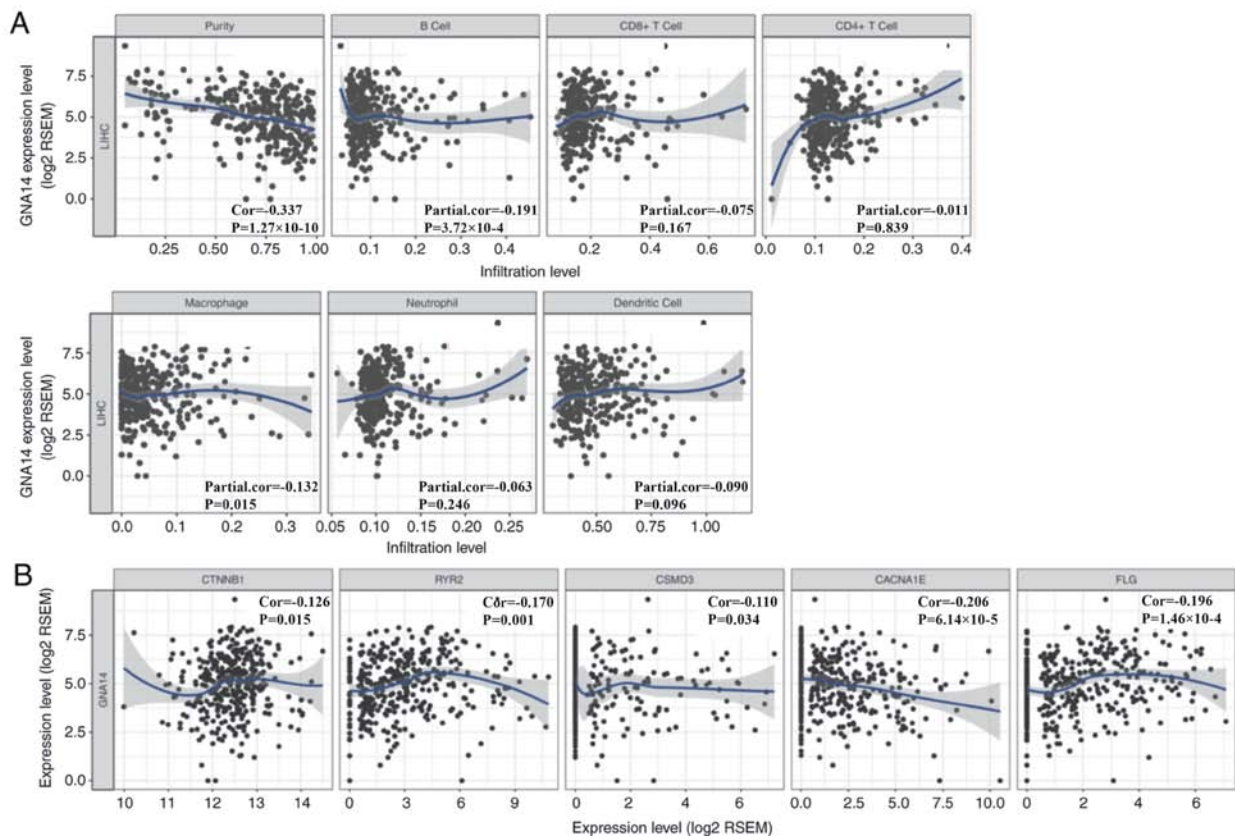 A
Purity
B Cell
CD8+ T Cell
CD4+ T Cell
GNA14 expression level
(log2 RSEM)
LIHC
7.5
5.0
2.5
0.0
Cor=-0.337
P=1.27×10-10
Partial.cor=-0.191
P=3.72×10-4
Partial.cor=-0.075
P=0.167
Partial.cor=-0.011
P=0.839
0.25 0.50 0.75 1.00
0.1 0.2 0.3 0.4
0.2 0.4 0.6
0.0 0.1 0.2 0.3 0.4
Infiltration level
Macrophage
Neutrophil
Dendritic Cell
GNA14 expression level
(log2 RSEM)
LIHC
7.5
5.0
2.5
0.0
Partial.cor=-0.132
P=0.015
Partial.cor=-0.063
P=0.246
Partial.cor=-0.090
P=0.096
0.0 0.1 0.2 0.3
0.05 0.10 0.15 0.20 0.25
0.50 0.75 1.00
Infiltration level
B
CTNNB1
RYR2
CSMD3
CACNA1E
FLG
Expression level (log2 RSEM)
GNA14
7.5
5.0
2.5
0.0
Cor=-0.126
P=0.015
Cor=-0.170
P=0.001
Cor=-0.110
P=0.034
Cor=-0.206
P=6.14×10-5
Cor=-0.196
P=1.46×10-4
10 11 12 13 14
0 3 6 9
0 2 4 6
0.0 2.5 5.0 7.5 10.0
0 2 4 6
Expression level (log2 RSEM)